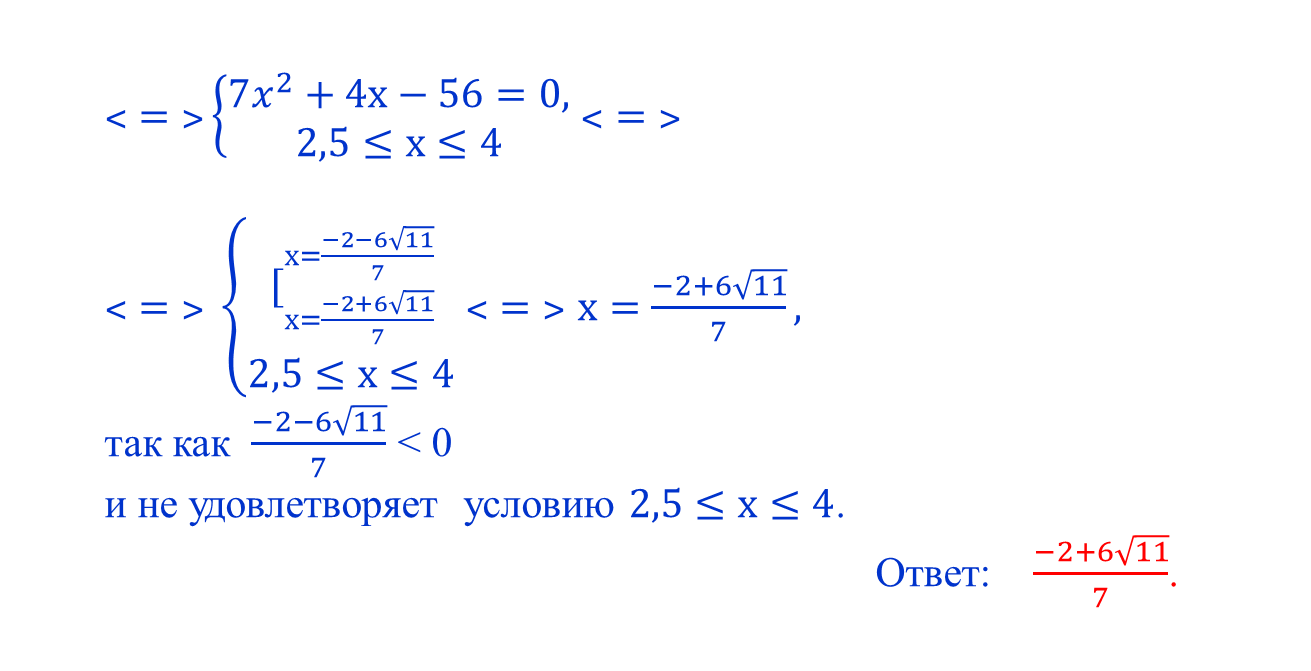 < = > {7x² + 4x − 56 = 0, < = >
2,5 ≤ x ≤ 4
x=(−2−6√11)/7
< = > { [ x=(−2+6√11)/7 < = > x = (−2+6√11)/7,
2,5 ≤ x ≤ 4
так как (−2−6√11)/7 < 0
и не удовлетворяет условию 2,5 ≤ x ≤ 4.
Ответ: (−2+6√11)/7.